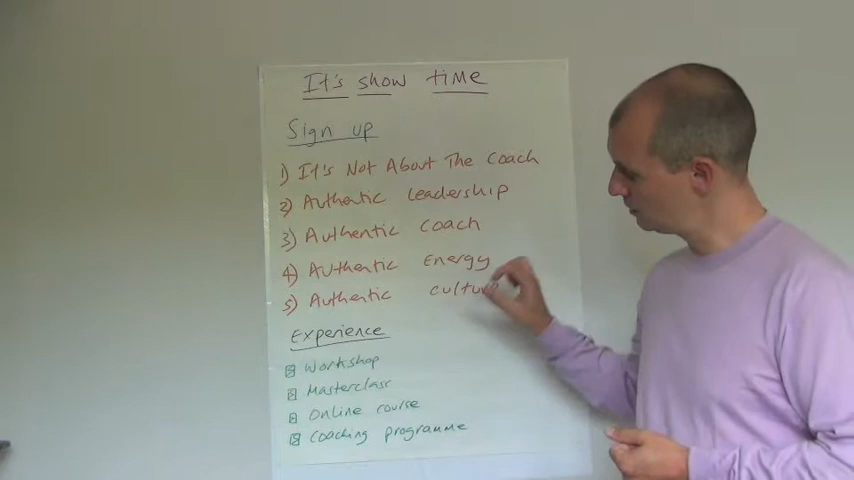 It's show time
Sign up
1) It's Not About The Coach
2) Authentic Leadership
3) Authentic Coach
4) Authentic Energy
5) Authentic culture
Experience
Workshop
Masterclass
Online course
Coaching programme